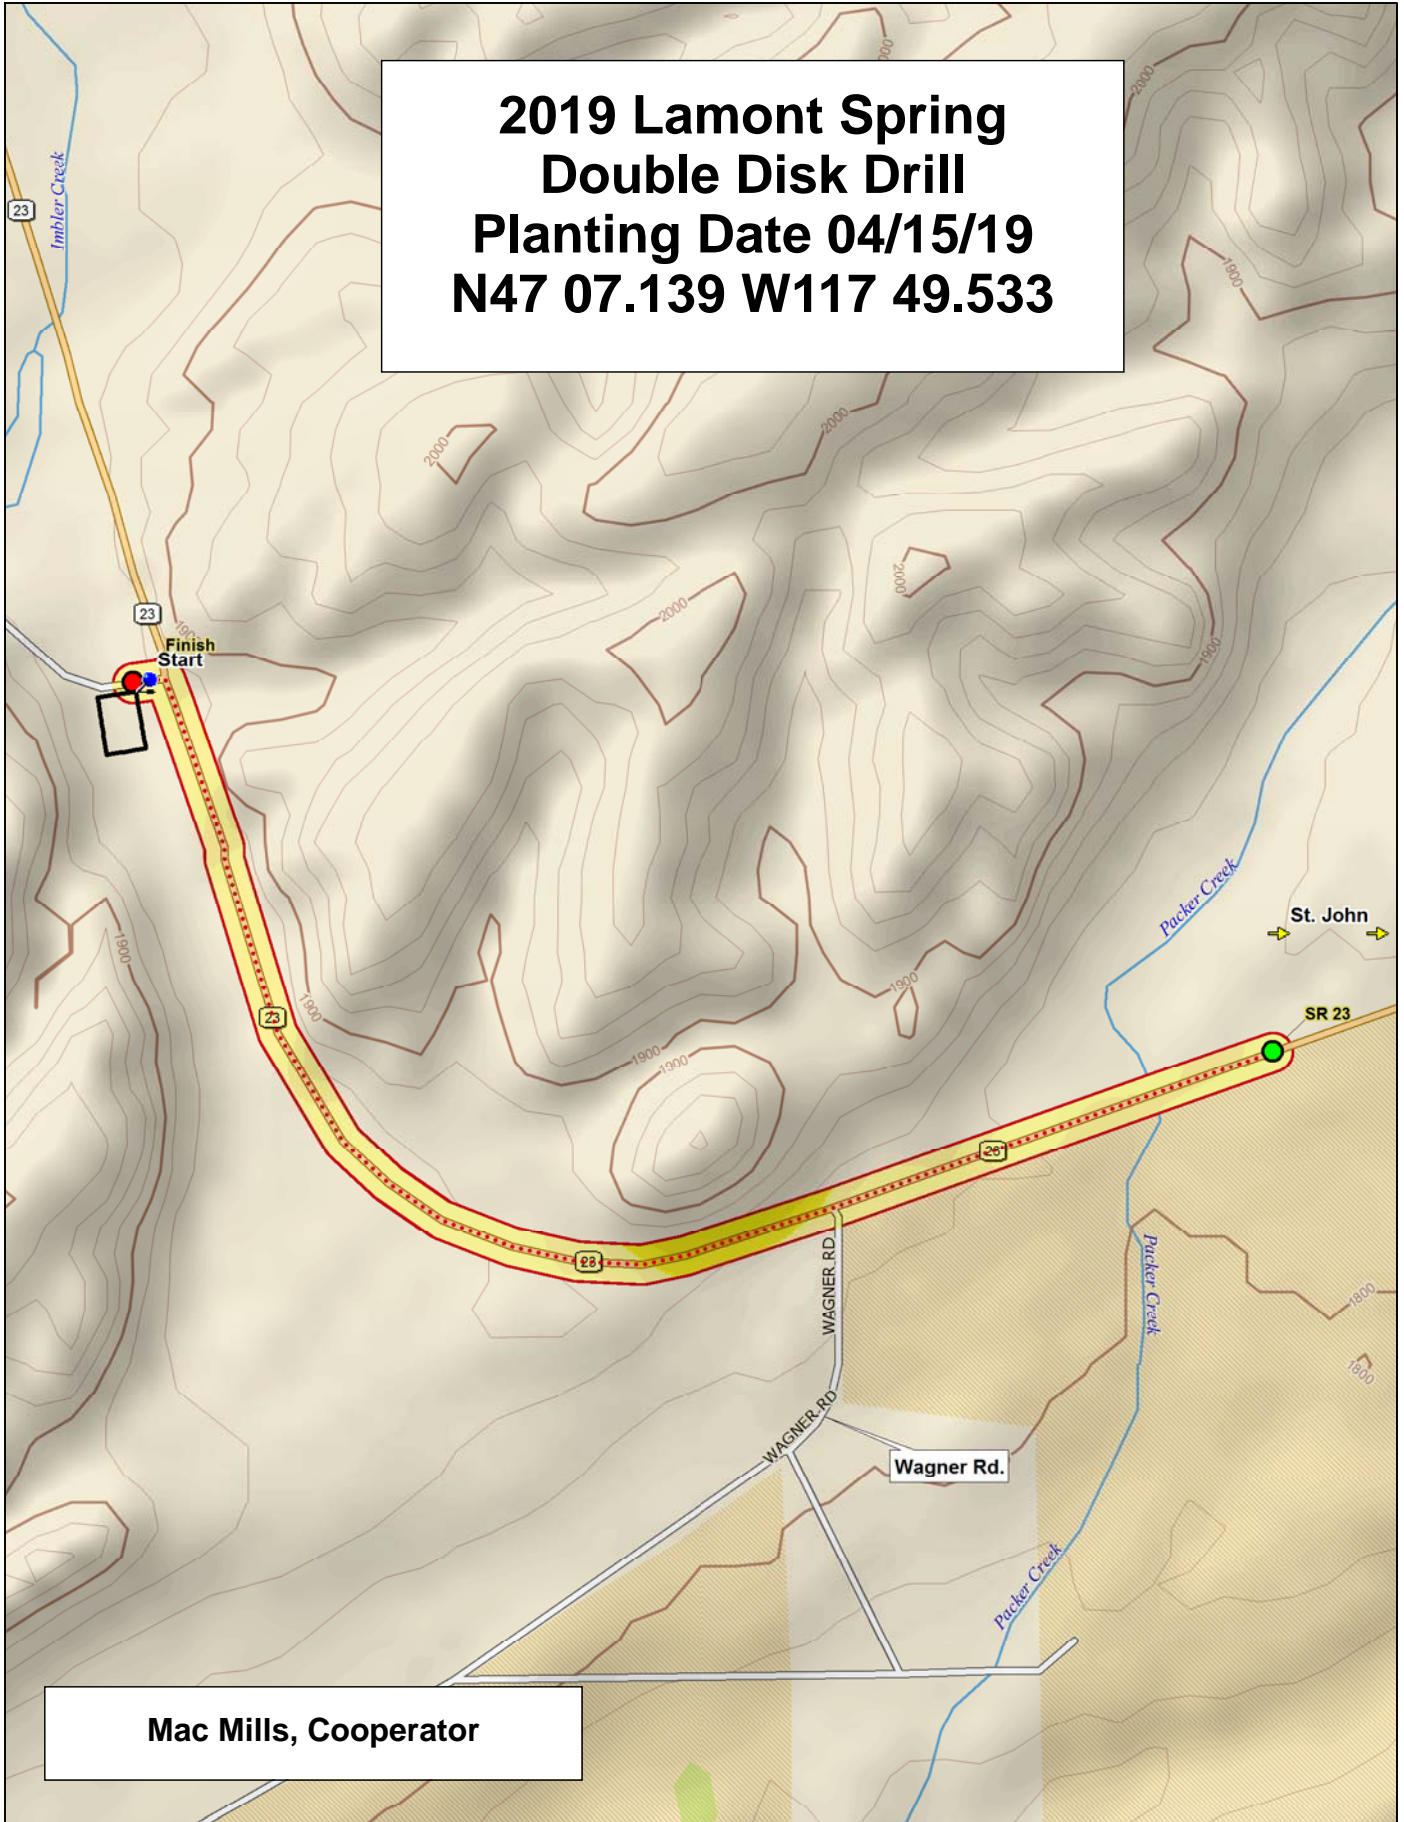 2019 Lamont Spring
Double Disk Drill
Planting Date 04/15/19
N47 07.139 W117 49.533
2000
2000
Imbler Creek
23
1900
2000
2000
2000
2000
23
1900
Finish
Start
1900
Packer Creek
St. John
1900
1900
1900
23
SR 23
1900
1900
23
WAGNER RD
Packer Creek
1800
1800
WAGNER RD
Wagner Rd.
Packer Creek
Mac Mills, Cooperator